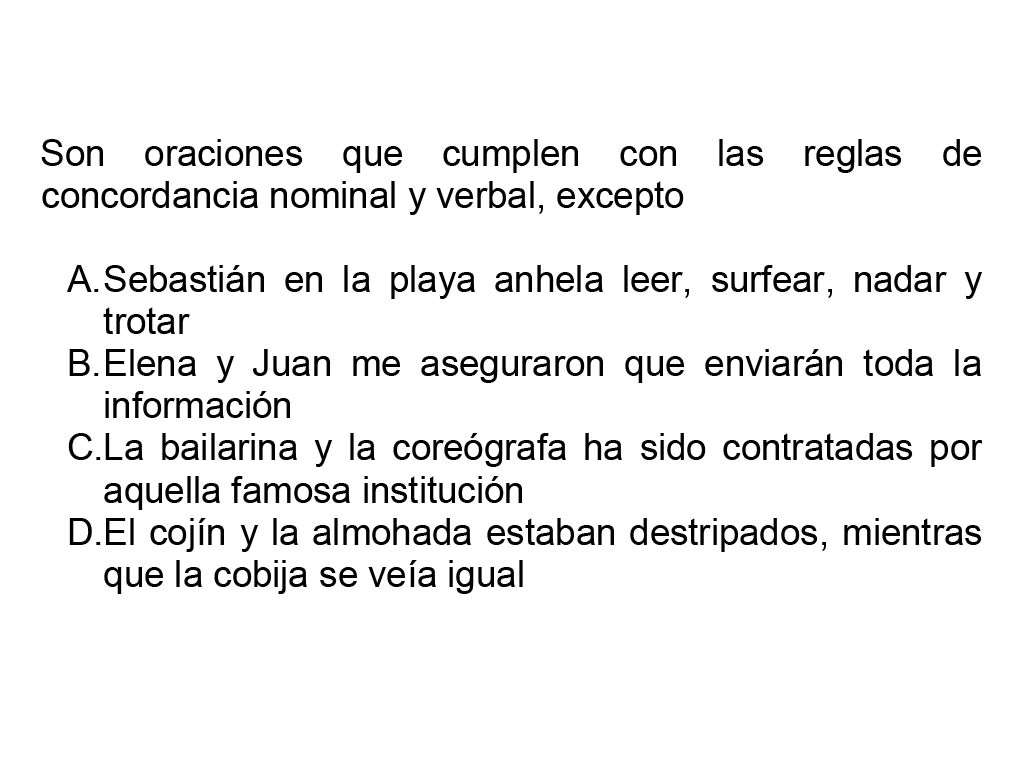 Son oraciones que cumplen con las reglas de
concordancia nominal y verbal, excepto
A.Sebastián en la playa anhela leer, surfear, nadar y
trotar
B.Elena y Juan me aseguraron que enviarán toda la
información
C.La bailarina y la coreógrafa ha sido contratadas por
aquella famosa institución
D.El cojín y la almohada estaban destripados, mientras
que la cobija se veía igual